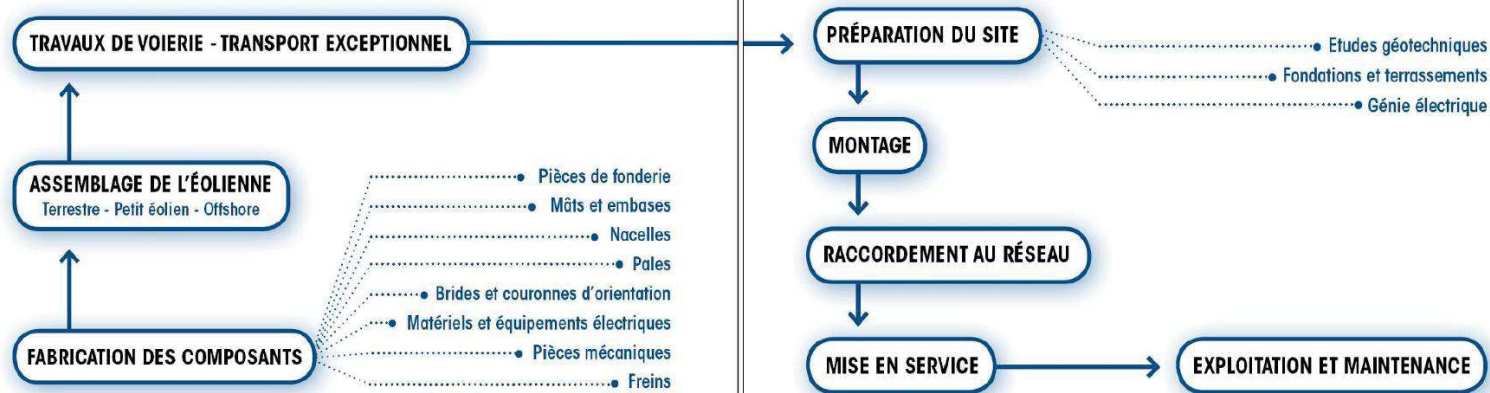 TRAVAUX DE VOIERIE - TRANSPORT EXCEPTIONNEL
ASSEMBLAGE DE L'ÉOLIENNE
Terrestre - Petit éolien - Offshore
FABRICATION DES COMPOSANTS
Pièces de fonderie
Mâts et embases
Nacelles
Pales
Brides et couronnes d'orientation
Matériels et équipements électriques
Pièces mécaniques
Freins
PRÉPARATION DU SITE
Etudes géotechniques
Fondations et terrassements
Génie électrique
MONTAGE
RACCORDEMENT AU RÉSEAU
MISE EN SERVICE
EXPLOITATION ET MAINTENANCE